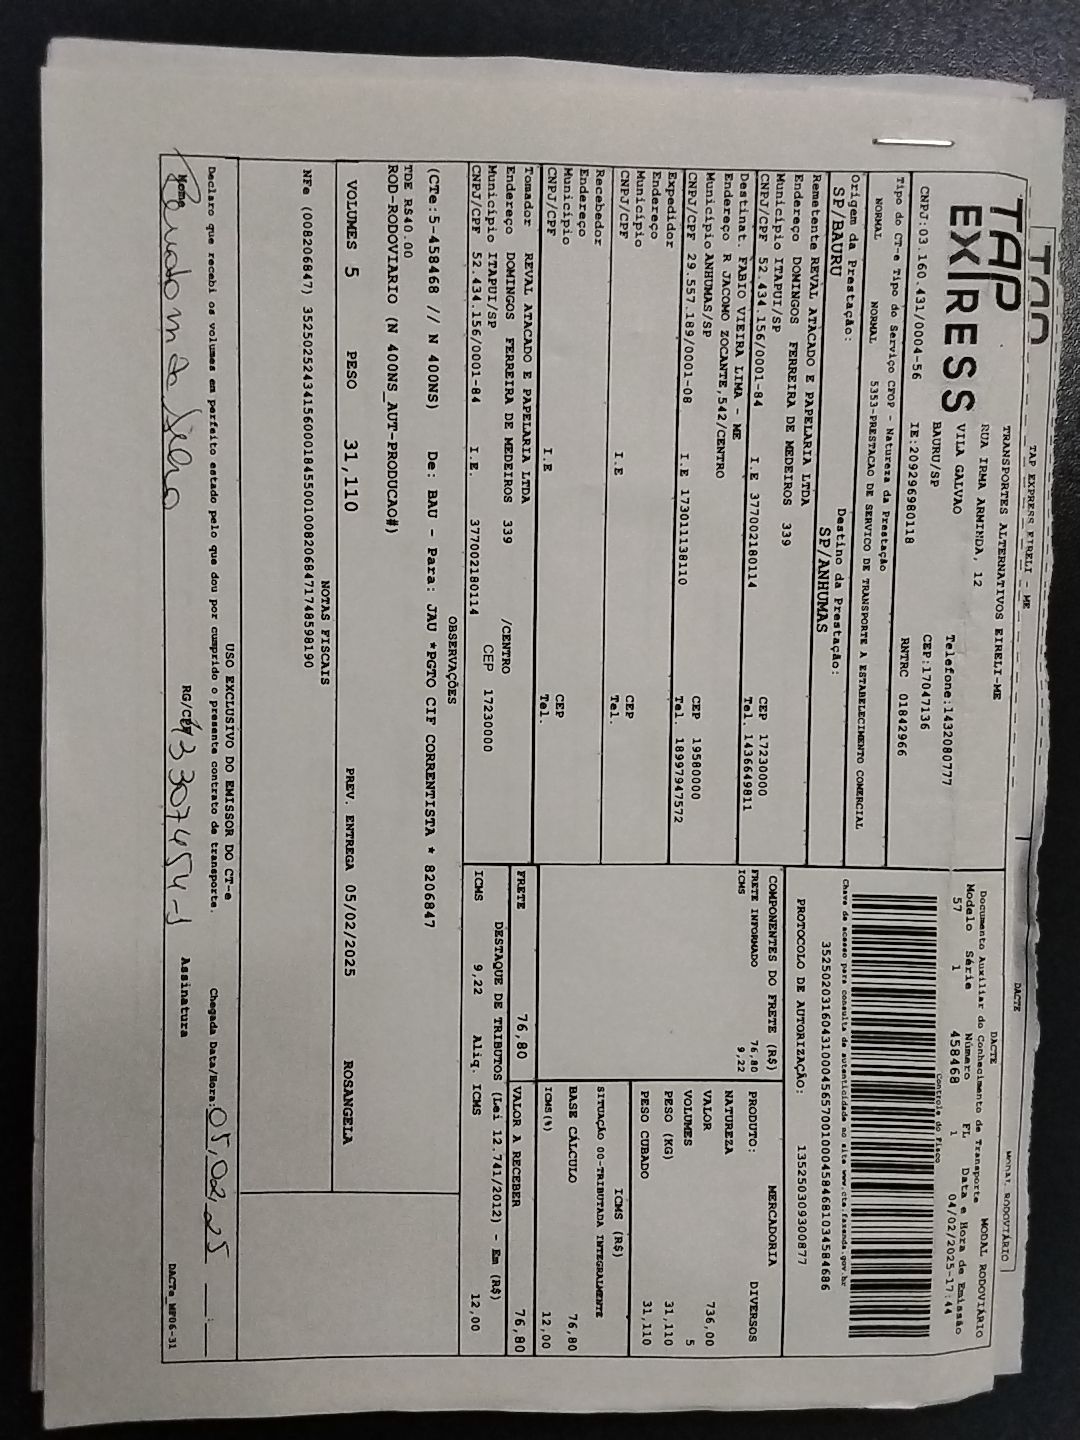 TAP EXPRESS EIRELI - ME
DACTE
MODAL RODOVIÁRIO
TAP
EXPRESS
TRANSPORTES ALTERNATIVOS EIRELI-ME
RUA IRMA ARMINDA, 12
VILA GALVAO
BAURU/SP
Telefone:1432080777
CEP:17047136
CNPJ:03.160.431/0004-56
IE:209296980118
RNTRC 01842966
DACTE
MODAL RODOVIÁRIO
Documento Auxiliar do Conhecimento de Transporte
Modelo Série Número FL Data e Hora de Emissão
57 1 458468 1 04/02/2025-17:44
Controle do Fisco
Chave de acesso para consulta de autenticidade no site www.cte.fazenda.gov.br
35250203160431000456570010004584681034584686
PROTOCOLO DE AUTORIZAÇÃO: 135250309300877
Tipo do CT-e Tipo do Serviço CFOP - Natureza da Prestação
NORMAL NORMAL 5353-PRESTACAO DE SERVICO DE TRANSPORTE A ESTABELECIMENTO COMERCIAL
Origem da Prestação: Destino da Prestação:
SP/BAURU SP/ANHUMAS
Remetente REVAL ATACADO E PAPELARIA LTDA
Endereço DOMINGOS FERREIRA DE MEDEIROS 339
Município ITAPUI/SP CEP 17230000
CNPJ/CPF 52.434.156/0001-84 I.E 377002180114 Tel. 1436649811
Destinat. FABIO VIEIRA LIMA - ME
Endereço R JACOMO ZOCANTE,542/CENTRO
Município ANHUMAS/SP CEP 19580000
CNPJ/CPF 29.557.189/0001-08 I.E 173011138110 Tel. 18997947572
Expedidor
Endereço
Município CEP
CNPJ/CPF I.E Tel.
Recebedor
Endereço
Município CEP
CNPJ/CPF I.E Tel.
Tomador REVAL ATACADO E PAPELARIA LTDA
Endereço DOMINGOS FERREIRA DE MEDEIROS 339 /CENTRO
Município ITAPUI/SP CEP 17230000
CNPJ/CPF 52.434.156/0001-84 I.E. 377002180114
COMPONENTES DO FRETE (R$)
FRETE INFORMADO 76,80
ICMS 9,22
MERCADORIA
PRODUTO: DIVERSOS
NATUREZA
VALOR 736,00
VOLUMES 5
PESO (KG) 31,110
PESO CUBADO 31,110
ICMS (R$)
SITUAÇÃO 00-TRIBUTADA INTEGRALMENTE
BASE CÁLCULO 76,80
ICMS(%) 12,00
FRETE 76,80 VALOR A RECEBER 76,80
DESTAQUE DE TRIBUTOS (Lei 12.741/2012) - Em (R$)
ICMS 9,22 Aliq. ICMS 12,00
OBSERVAÇÕES
(CTe:5-458468 // N 400NS) De: BAU - Para: JAU *PGTO CIF CORRENTISTA * 8206847
TDE R$0.00
ROD-RODOVIARIO (N 400NS_AUT-PRODUCAO#)
VOLUMES 5 PESO 31,110 PREV. ENTREGA 05/02/2025 ROSANGELA
NOTAS FISCAIS
NFe (008206847) 35250252434156000184550010082068471748598190
USO EXCLUSIVO DO EMISSOR DO CT-e
Declaro que recebi os volumes em perfeito estado pelo que dou por cumprido o presente contrato de transporte. Chegada Data/Hora: 05,02,25 __:__
Nome RG/CPF 43307454-1 Assinatura
DACTe_MF06-31